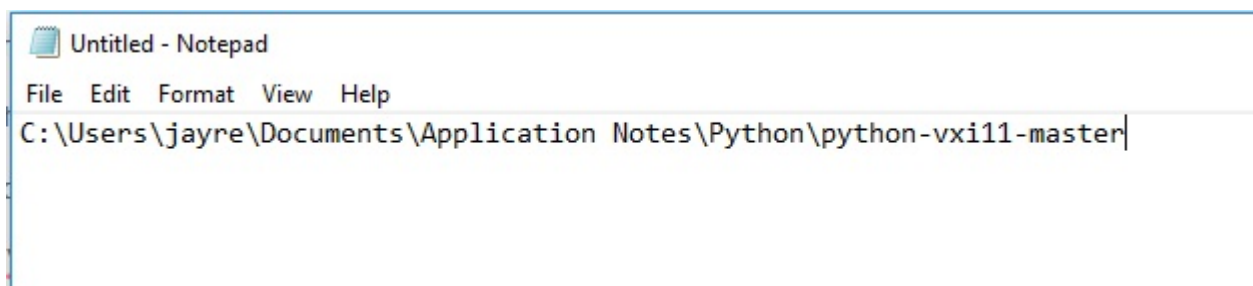 Untitled - Notepad
File Edit Format View Help
C:\Users\jayre\Documents\Application Notes\Python\python-vxi11-master